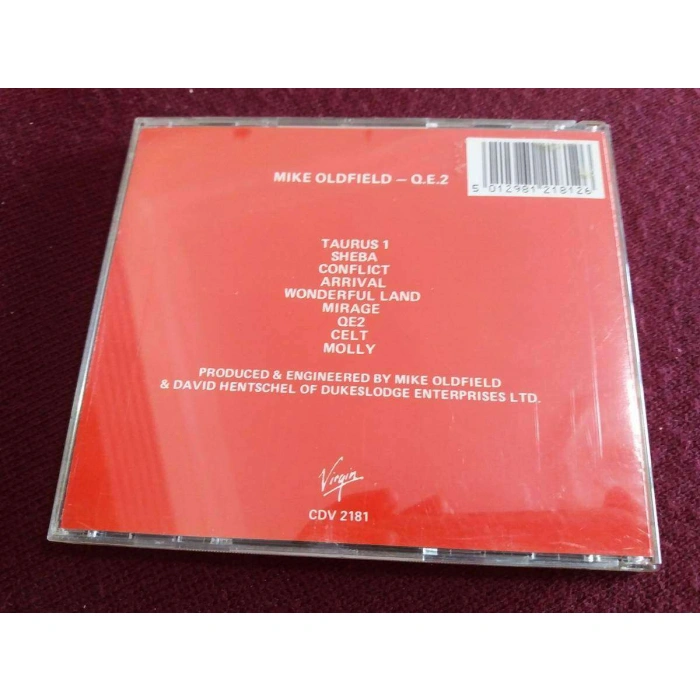 MIKE OLDFIELD – Q.E.2
5 012981 218126
TAURUS 1
SHEBA
CONFLICT
ARRIVAL
WONDERFUL LAND
MIRAGE
QE2
CELT
MOLLY
PRODUCED & ENGINEERED BY MIKE OLDFIELD
& DAVID HENTSCHEL OF DUKESLODGE ENTERPRISES LTD.
Virgin
CDV 2181